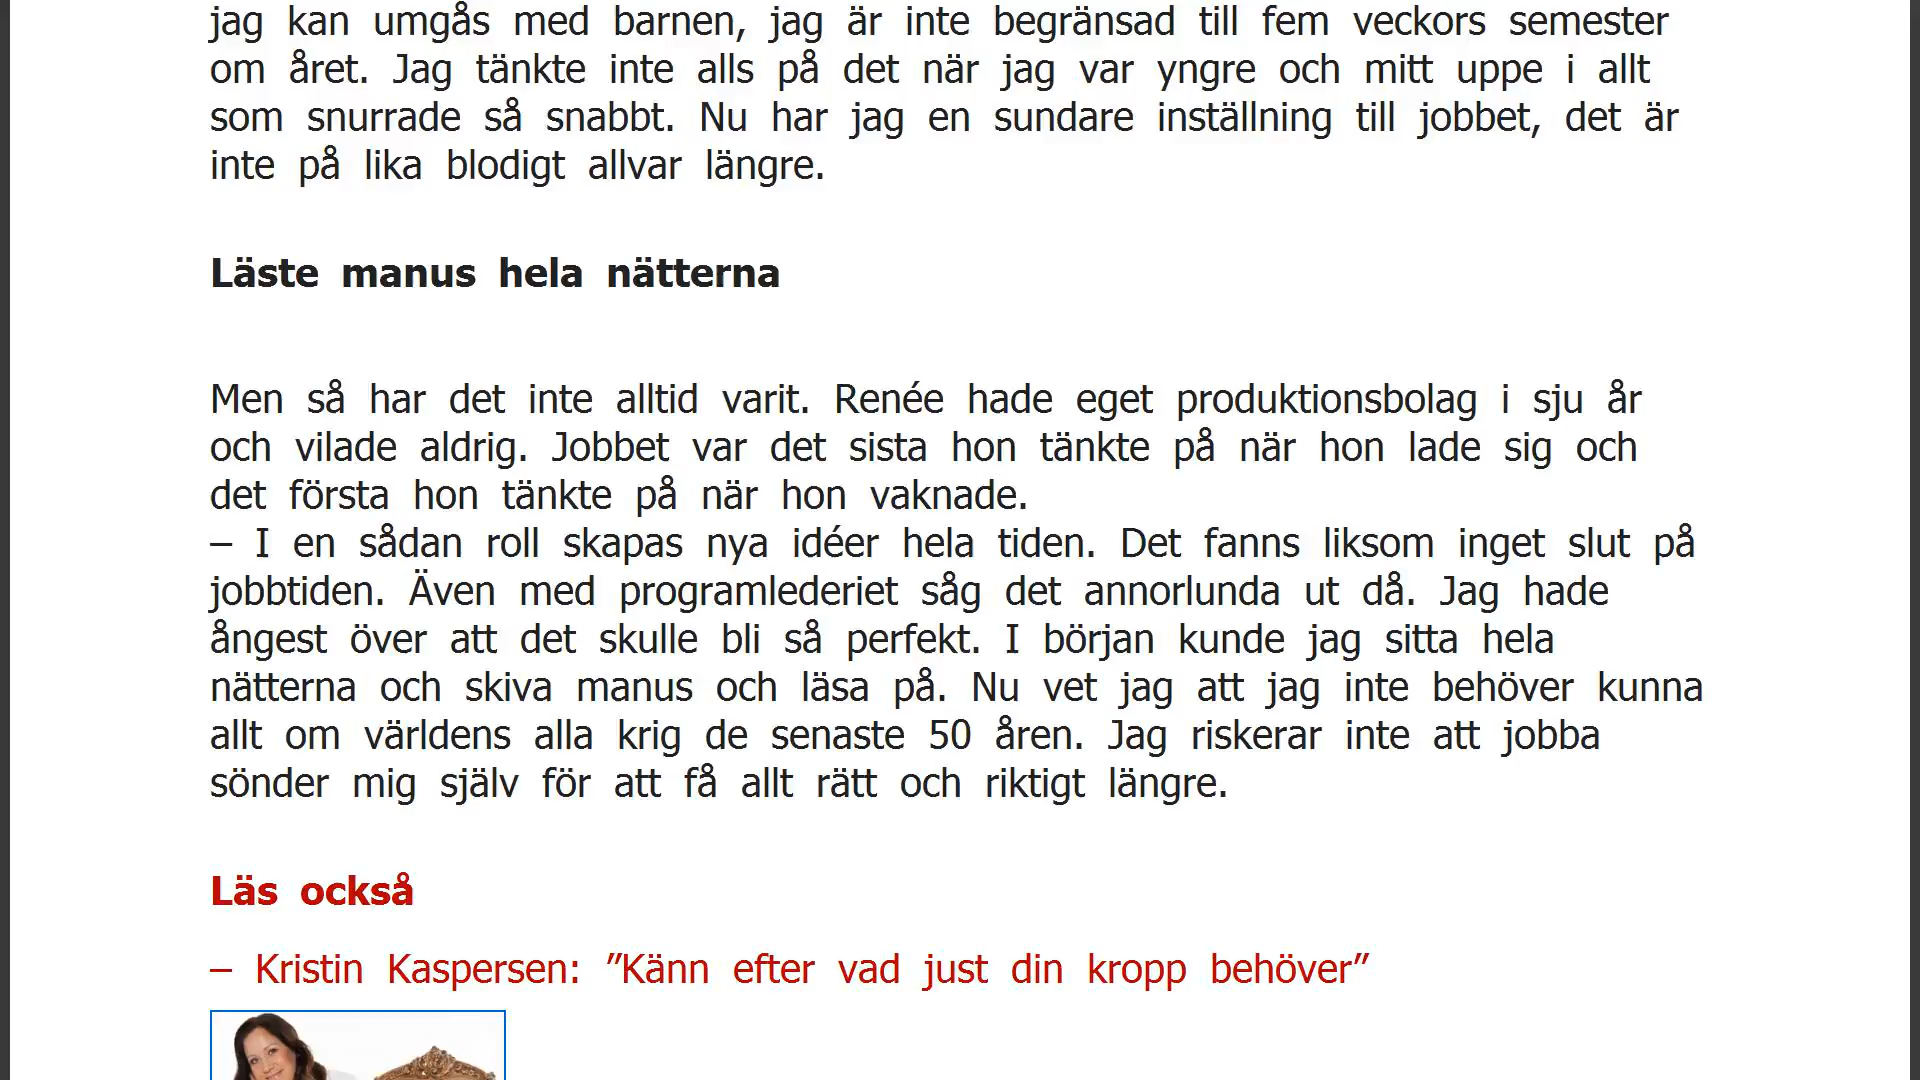 jag kan umgås med barnen, jag är inte begränsad till fem veckors semester
om året. Jag tänkte inte alls på det när jag var yngre och mitt uppe i allt
som snurrade så snabbt. Nu har jag en sundare inställning till jobbet, det är
inte på lika blodigt allvar längre.
Läste manus hela nätterna
Men så har det inte alltid varit. Renée hade eget produktionsbolag i sju år
och vilade aldrig. Jobbet var det sista hon tänkte på när hon lade sig och
det första hon tänkte på när hon vaknade.
– I en sådan roll skapas nya idéer hela tiden. Det fanns liksom inget slut på
jobbtiden. Även med programlederiet såg det annorlunda ut då. Jag hade
ångest över att det skulle bli så perfekt. I början kunde jag sitta hela
nätterna och skiva manus och läsa på. Nu vet jag att jag inte behöver kunna
allt om världens alla krig de senaste 50 åren. Jag riskerar inte att jobba
sönder mig själv för att få allt rätt och riktigt längre.
Läs också
– Kristin Kaspersen: ”Känn efter vad just din kropp behöver”